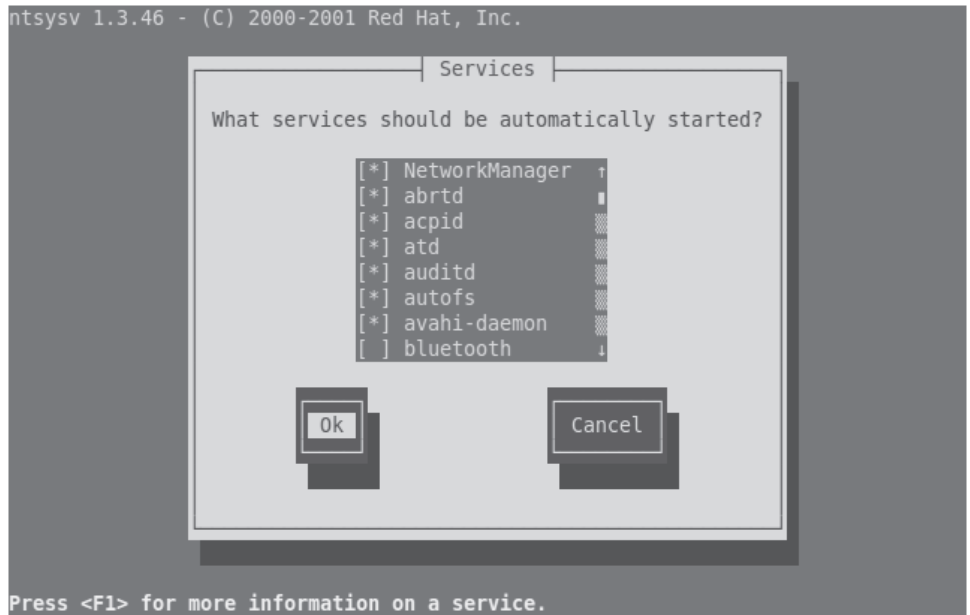 ntsysv 1.3.46 - (C) 2000-2001 Red Hat, Inc.
Services
What services should be automatically started?
[*] NetworkManager ↑
[*] abrtd
[*] acpid
[*] atd
[*] auditd
[*] autofs
[*] avahi-daemon
[ ] bluetooth ↓
Ok Cancel
Press <F1> for more information on a service.